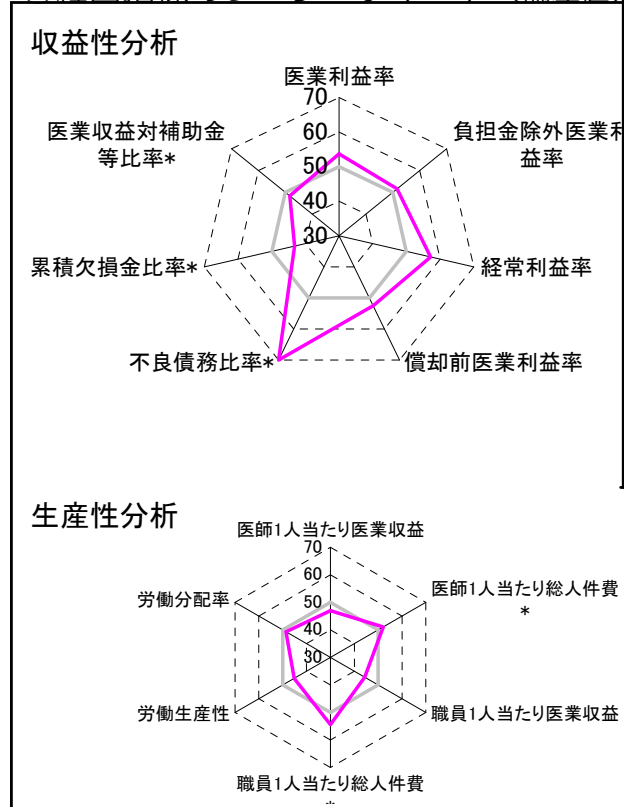 収益性分析
医業利益率
70
60
50
40
30
負担金除外医業利
益率
医業収益対補助金
等比率*
累積欠損金比率*
経常利益率
不良債務比率*
償却前医業利益率
生産性分析
医師1人当たり医業収益
70
60
50
40
30
労働分配率
医師1人当たり総人件費
*
労働生産性
職員1人当たり医業収益
職員1人当たり総人件費
*